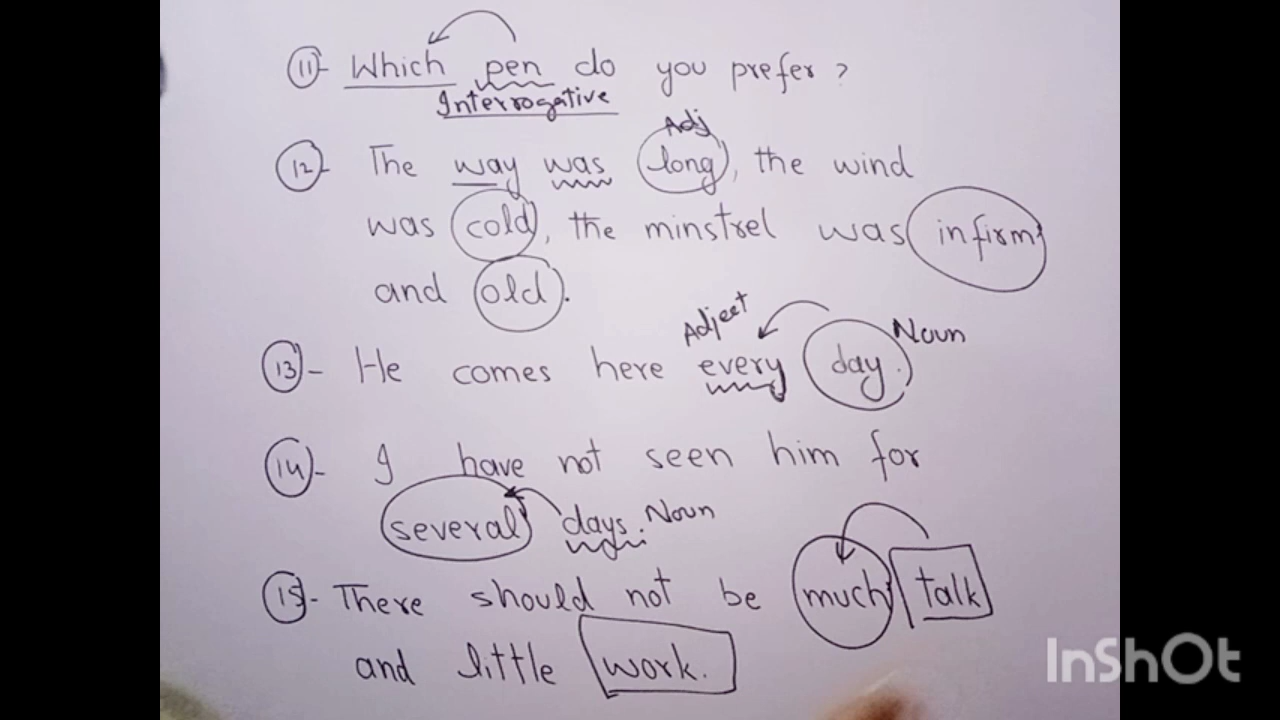 11- Which pen do you prefer?
Interrogative
Adj
12- The way was long, the wind
was cold, the minstrel was infirm
and old.
Adject Noun
13- He comes here every day.
14- I have not seen him for
several days. Noun
15- There should not be much talk
and little work.
InShOt